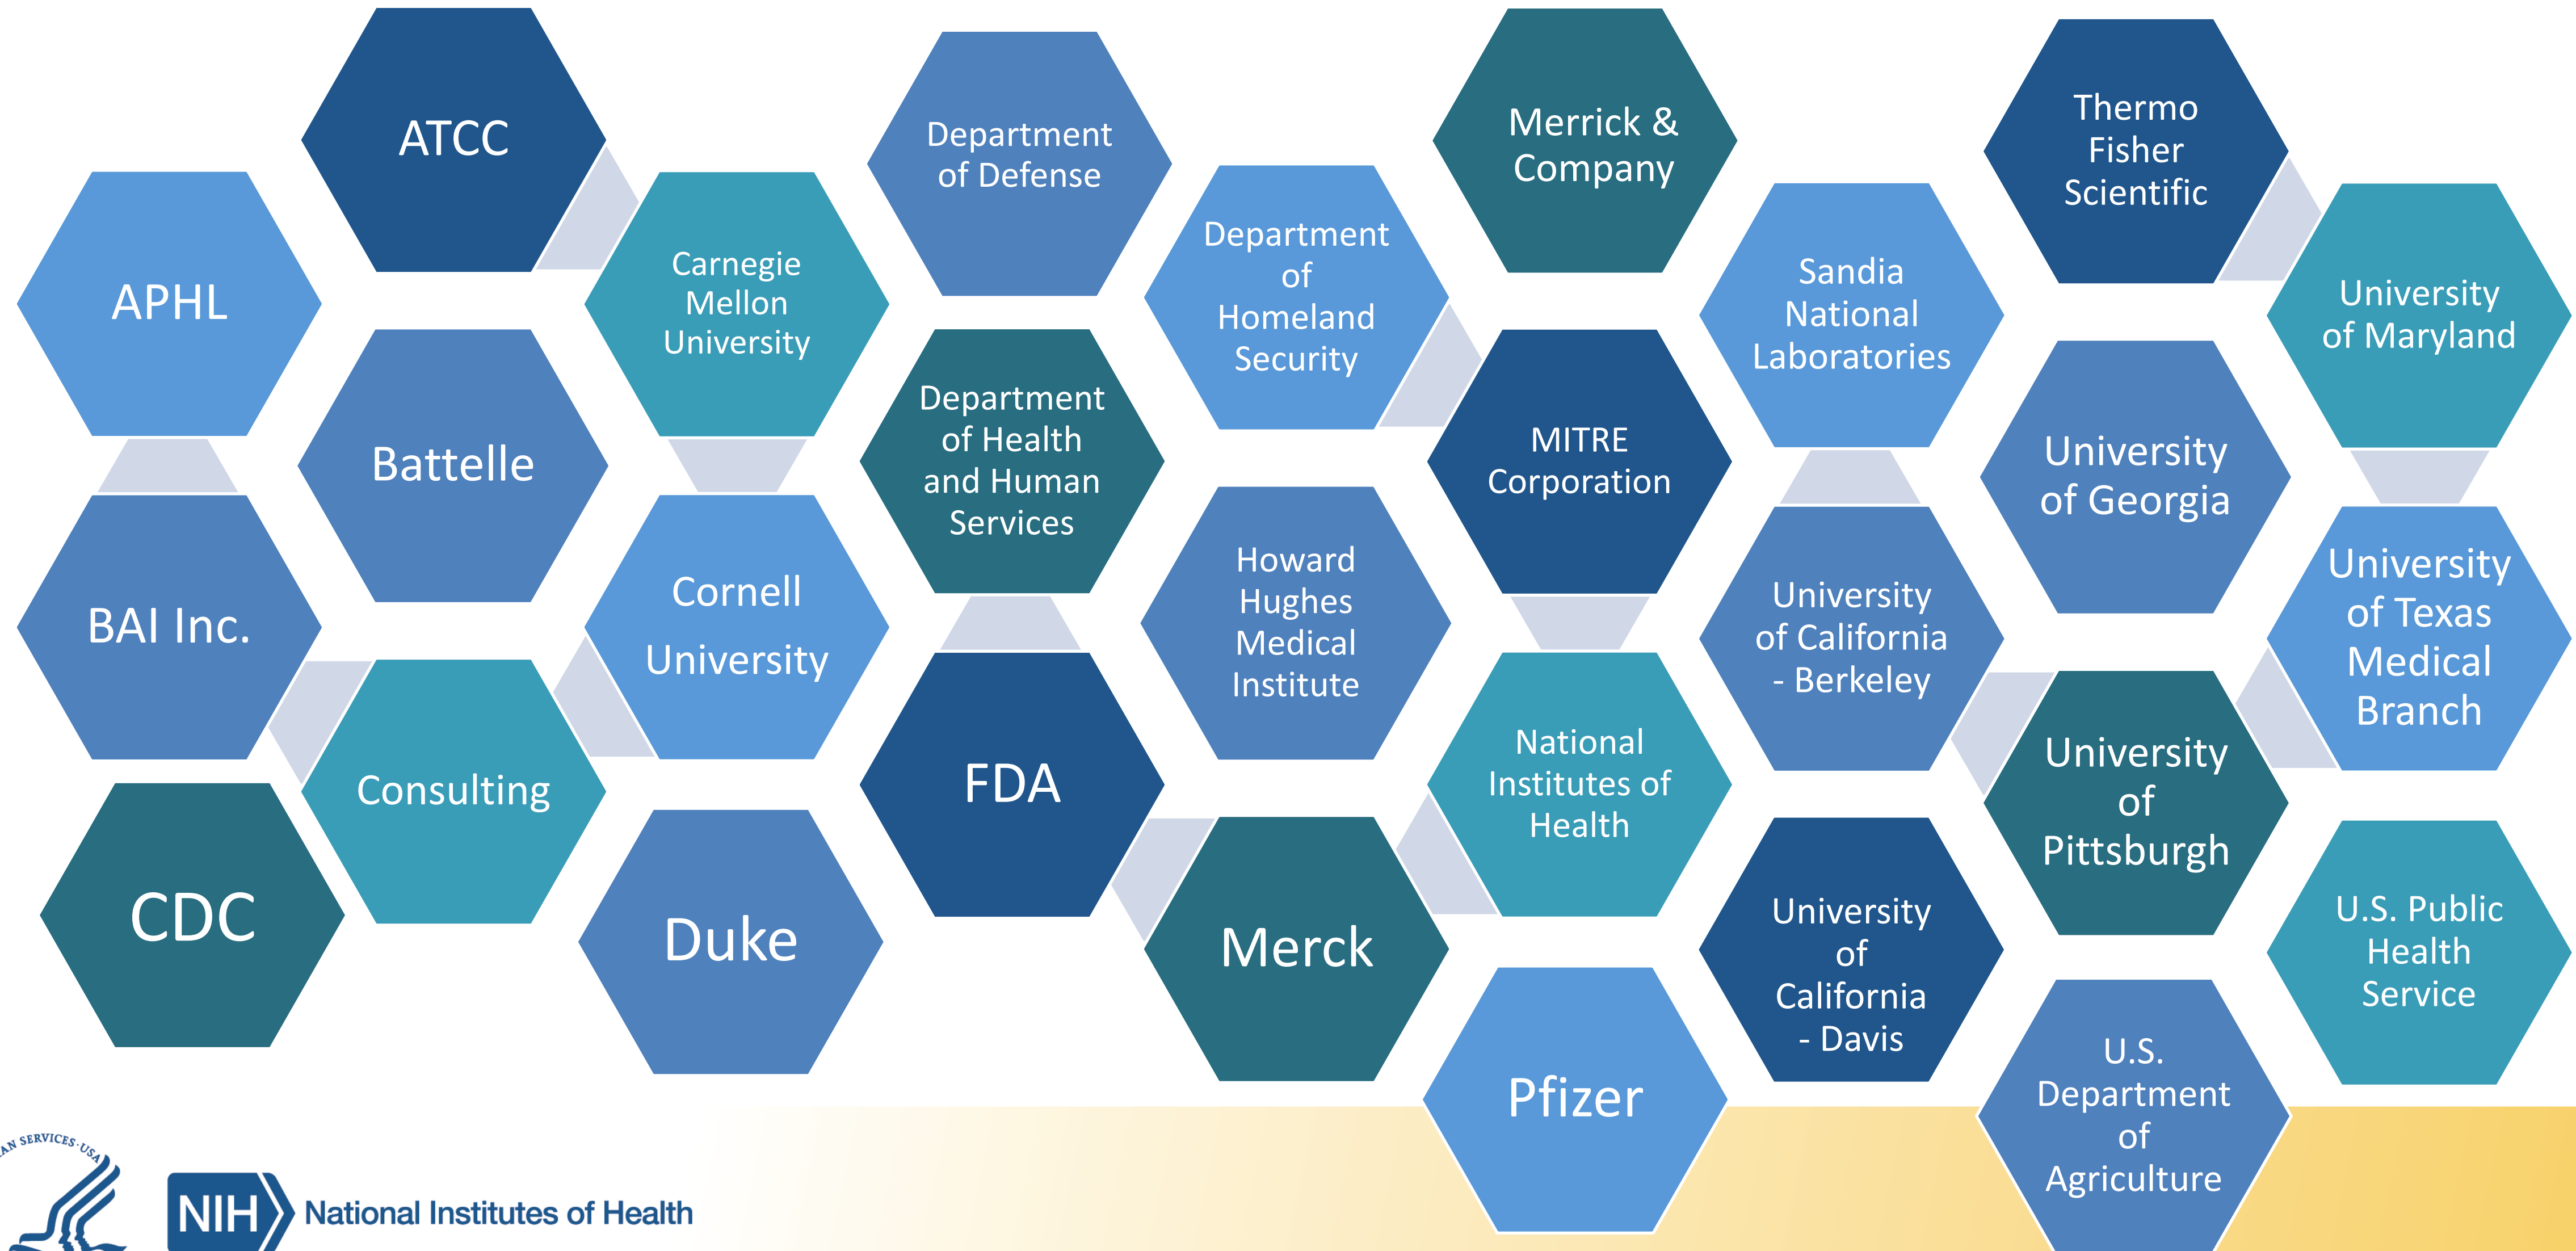 ATCC
APHL
Battelle
BAI Inc.
Consulting
CDC
Carnegie
Mellon
University
Cornell
University
Duke
Department
of Defense
Department
of Health
and Human
Services
FDA
Department
of
Homeland
Security
Howard
Hughes
Medical
Institute
Merck
Merrick &
Company
MITRE
Corporation
National
Institutes of
Health
Pfizer
Sandia
National
Laboratories
University
of California
- Berkeley
University
of
California
- Davis
Thermo
Fisher
Scientific
University
of Georgia
University
of
Pittsburgh
U.S.
Department
of
Agriculture
University
of Maryland
University
of Texas
Medical
Branch
U.S. Public
Health
Service
SERVICES·USA
NIH National Institutes of Health